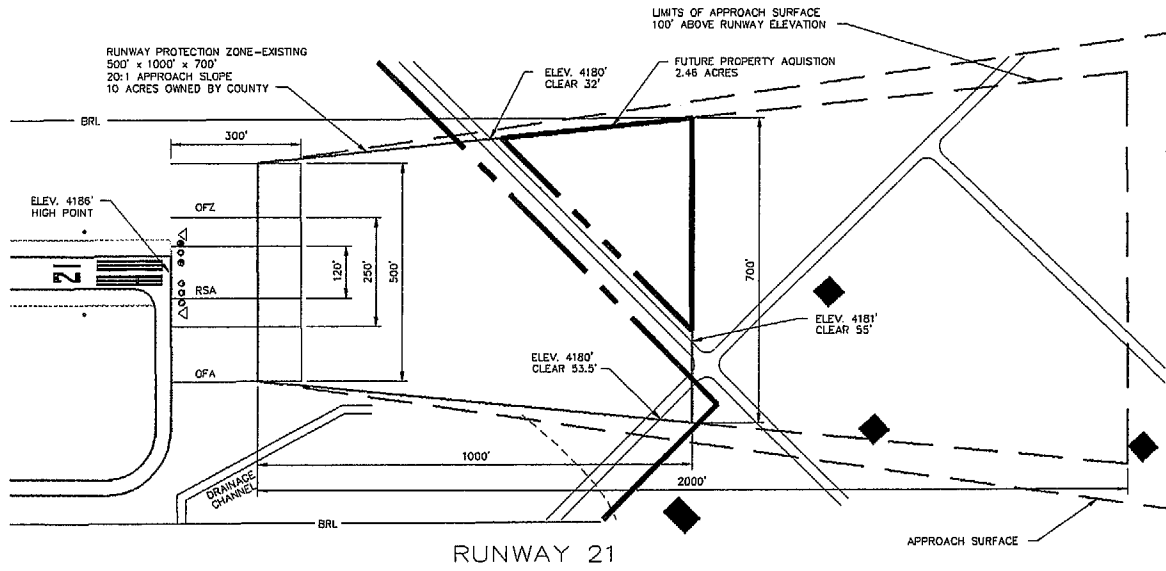 LIMITS OF APPROACH SURFACE
100' ABOVE RUNWAY ELEVATION
RUNWAY PROTECTION ZONE-EXISTING
500' x 1000' x 700'
20:1 APPROACH SLOPE
10 ACRES OWNED BY COUNTY
ELEV. 4180'
CLEAR 32'
FUTURE PROPERTY AQUISTION
2.46 ACRES
BRL
300'
ELEV. 4186'
HIGH POINT
OFZ
21
RSA
120'
250'
500'
700'
ELEV. 4181'
CLEAR 55'
ELEV. 4180'
CLEAR 53.5'
OFA
1000'
DRAINAGE
CHANNEL
2000'
BRL
APPROACH SURFACE
RUNWAY 21